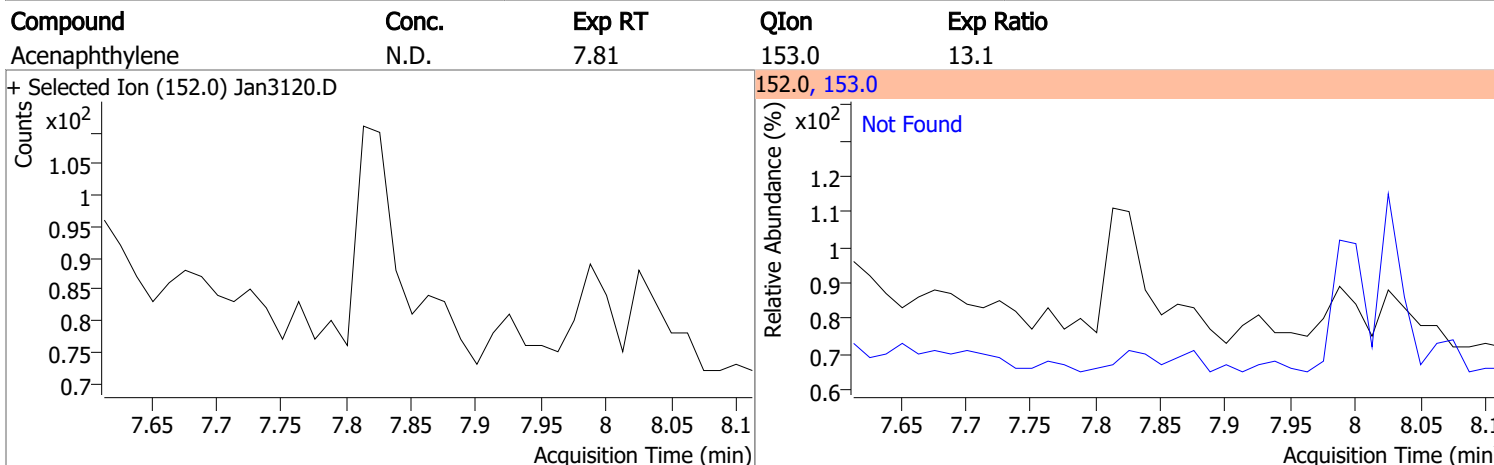 Compound Conc. Exp RT QIon Exp Ratio
Acenaphthylene N.D. 7.81 153.0 13.1
+ Selected Ion (152.0) Jan3120.D
Counts
x10²
1.05
1
0.95
0.9
0.85
0.8
0.75
0.7
7.65 7.7 7.75 7.8 7.85 7.9 7.95 8 8.05 8.1
Acquisition Time (min)
152.0, 153.0
Relative Abundance (%)
x10²
Not Found
1.2
1.1
1
0.9
0.8
0.7
0.6
7.65 7.7 7.75 7.8 7.85 7.9 7.95 8 8.05 8.1
Acquisition Time (min